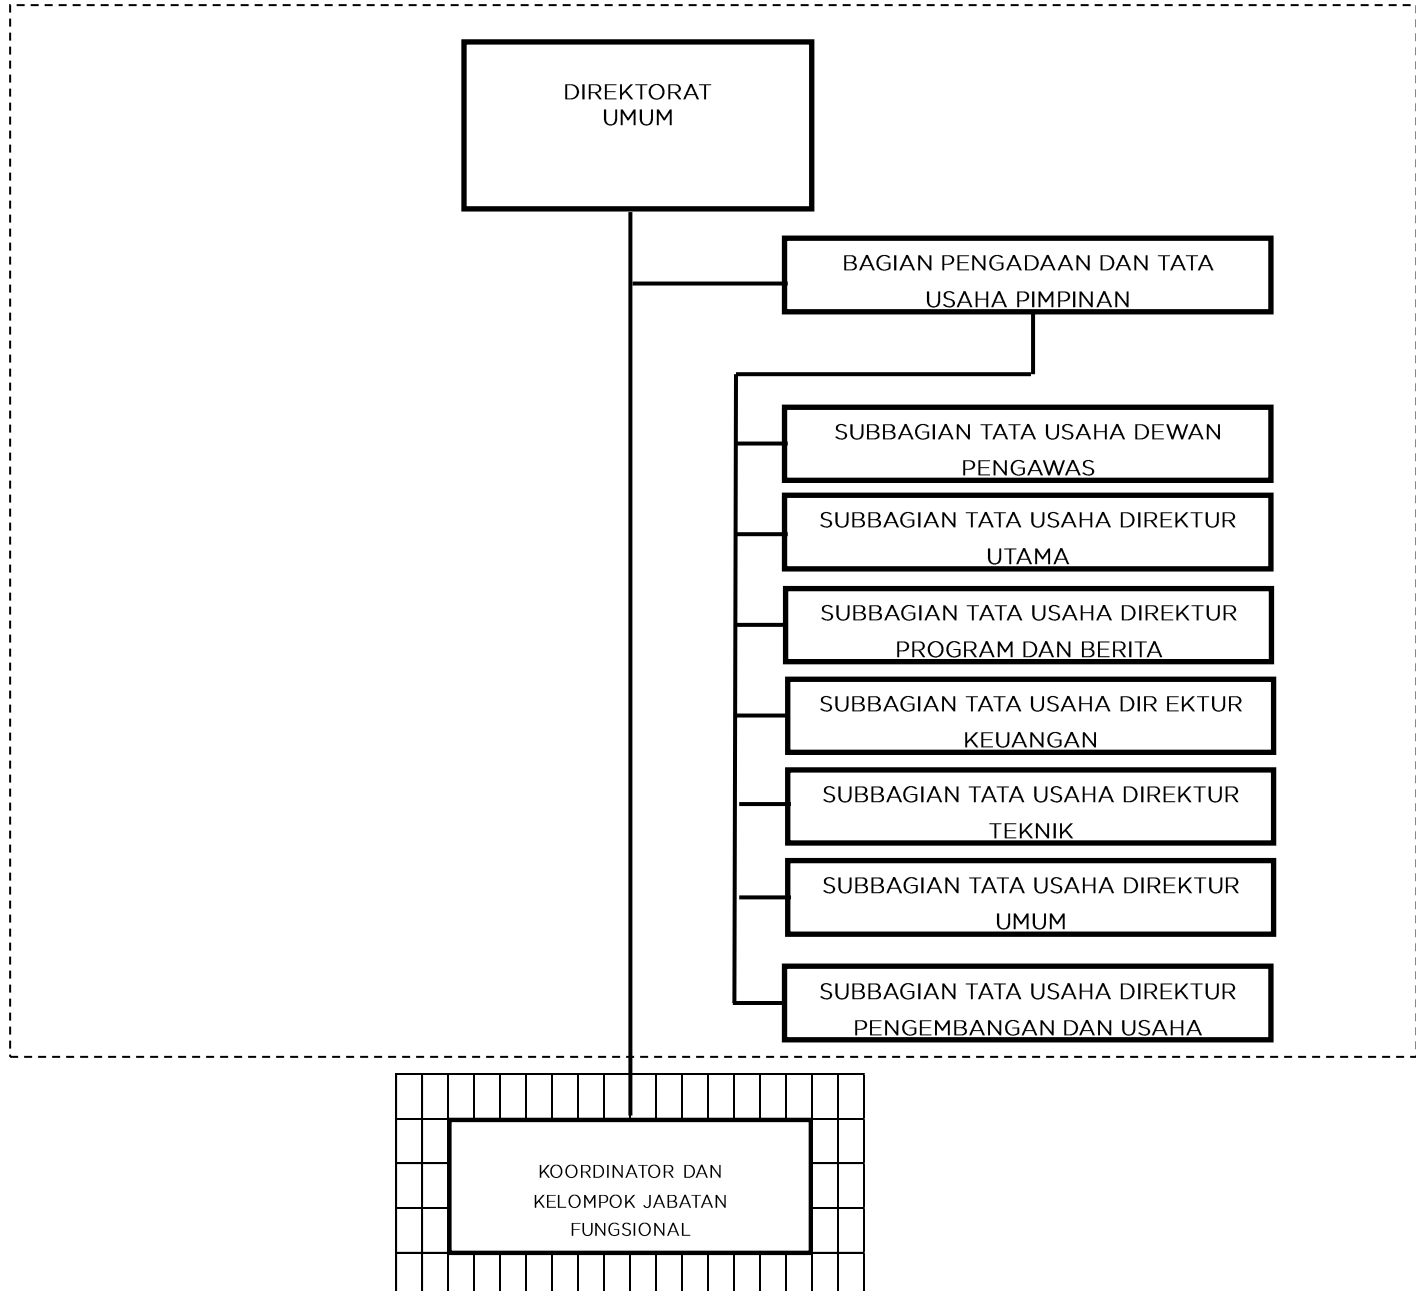 DIREKTORAT
UMUM
BAGIAN PENGADAAN DAN TATA
USAHA PIMPINAN
SUBBAGIAN TATA USAHA DEWAN
PENGAWAS
SUBBAGIAN TATA USAHA DIREKTUR
UTAMA
SUBBAGIAN TATA USAHA DIREKTUR
PROGRAM DAN BERITA
SUBBAGIAN TATA USAHA DIR EKTUR
KEUANGAN
SUBBAGIAN TATA USAHA DIREKTUR
TEKNIK
SUBBAGIAN TATA USAHA DIREKTUR
UMUM
SUBBAGIAN TATA USAHA DIREKTUR
PENGEMBANGAN DAN USAHA
KOORDINATOR DAN
KELOMPOK JABATAN
FUNGSIONAL